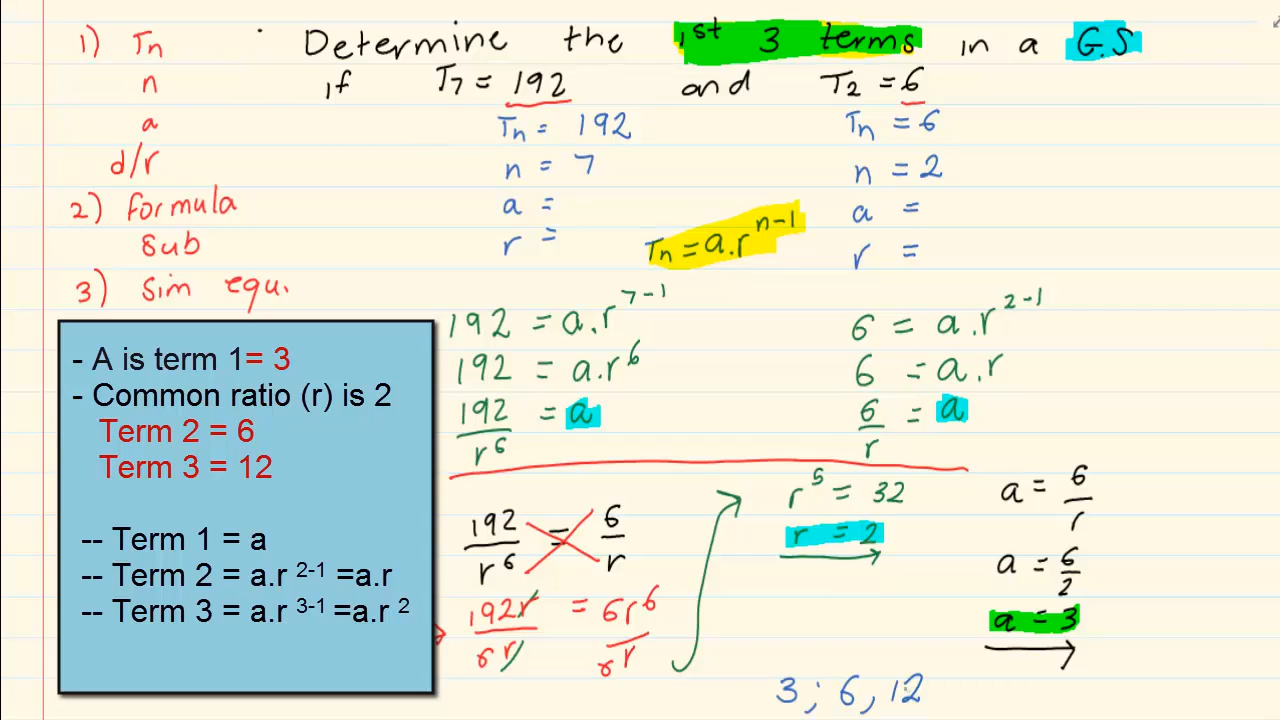 Determine the 1st 3 terms in a G.S
if T7 = 192 and T2 = 6
1) Tn
n
a
d/r
2) formula
sub
3) Sim equ.
Tn = 192
n = 7
a =
r =
Tn = a.r^n-1
Tn = 6
n = 2
a =
r =
192 = a.r^7-1
192 = a.r^6
192/r^6 = a
6 = a.r^2-1
6 = a.r
6/r = a
- A is term 1= 3
- Common ratio (r) is 2
Term 2 = 6
Term 3 = 12
-- Term 1 = a
-- Term 2 = a.r 2-1 =a.r
-- Term 3 = a.r 3-1 =a.r 2
192/r^6 = 6/r
192r/6r = 6r^6/6r
r^5 = 32
r = 2
a = 6/r
a = 6/2
a = 3
3; 6, 12